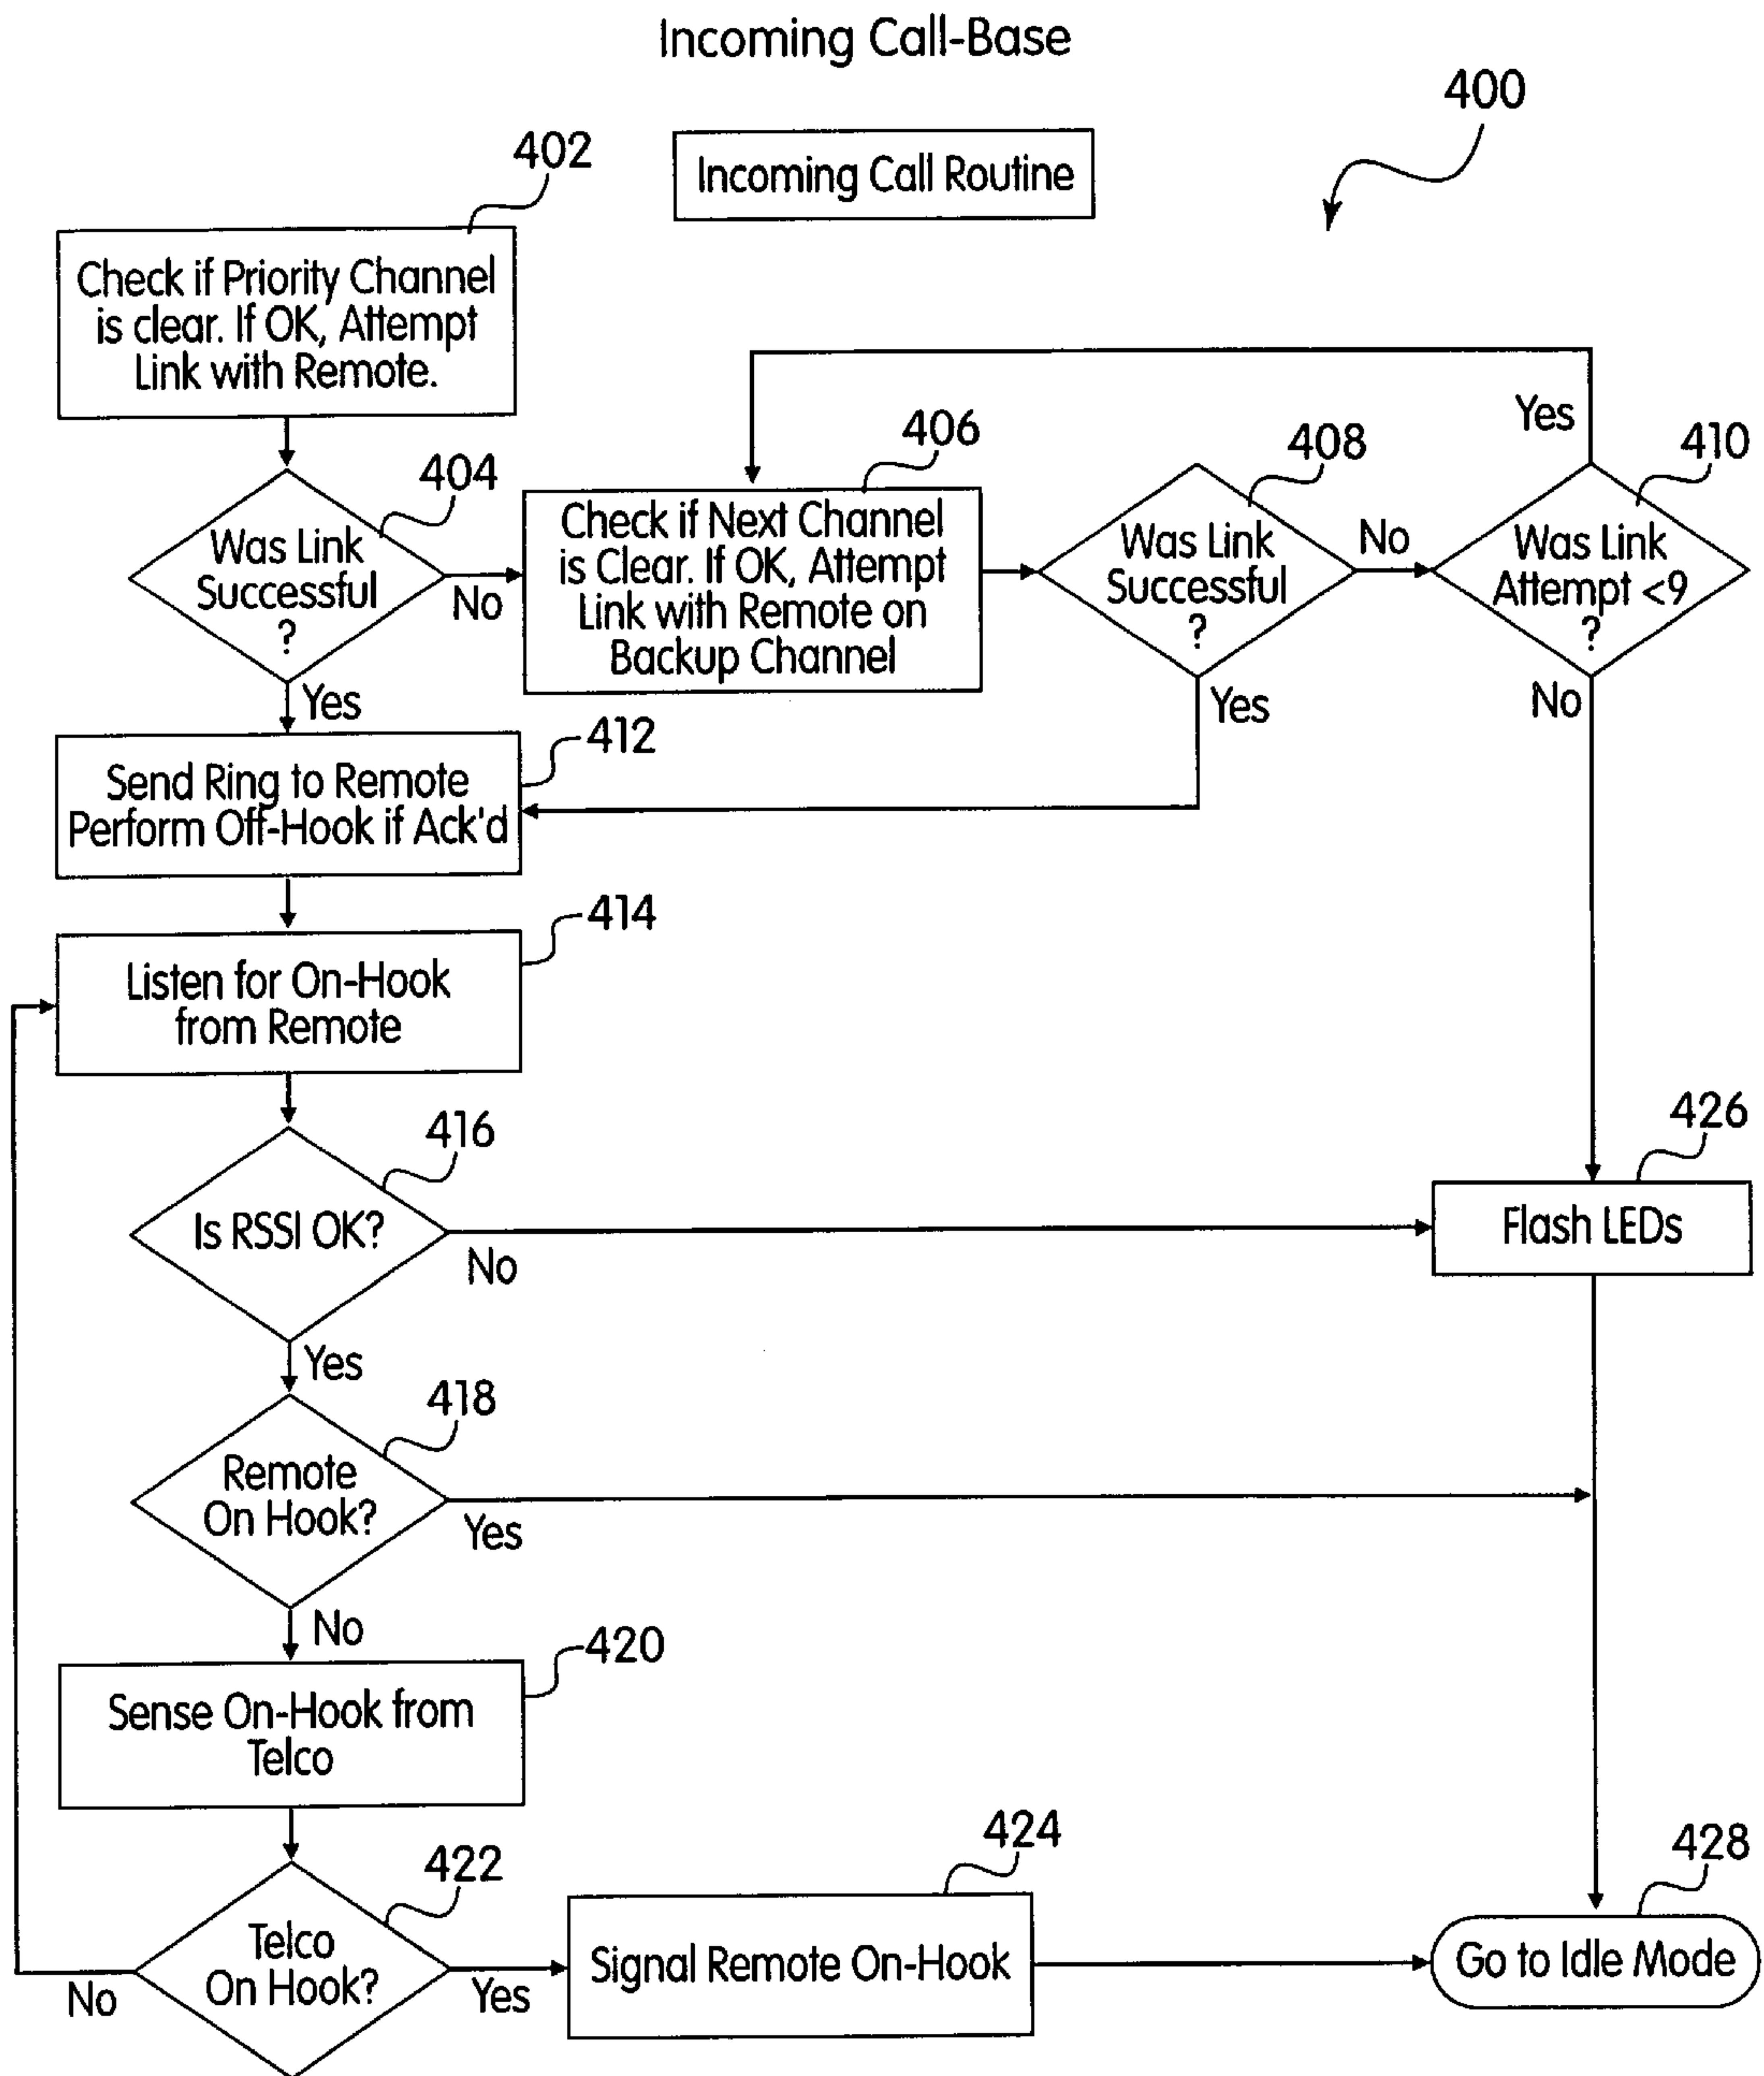 Incoming Call-Base
400
402
Incoming Call Routine
Check if Priority Channel
is clear. If OK, Attempt
Link with Remote.
Yes
404
406
408
410
Was Link
Successful
?
No
Check if Next Channel
is Clear. If OK, Attempt
Link with Remote on
Backup Channel
Was Link
Successful
?
No
Was Link
Attempt <9
?
Yes
Yes
No
412
Send Ring to Remote
Perform Off-Hook if Ack'd
414
Listen for On-Hook
from Remote
416
Is RSSI OK?
No
426
Flash LEDs
Yes
418
Remote
On Hook?
Yes
No
420
Sense On-Hook from
Telco
422
Telco
On Hook?
No
Yes
424
Signal Remote On-Hook
428
Go to Idle Mode